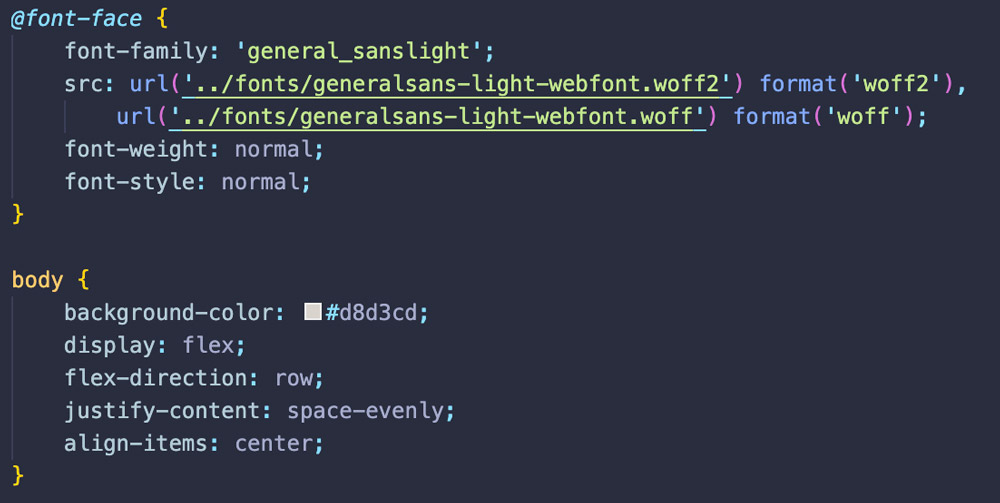 @font-face {
    font-family: 'general_sanslight';
    src: url('../fonts/generalsans-light-webfont.woff2') format('woff2'),
        url('../fonts/generalsans-light-webfont.woff') format('woff');
    font-weight: normal;
    font-style: normal;
}

body {
    background-color: #d8d3cd;
    display: flex;
    flex-direction: row;
    justify-content: space-evenly;
    align-items: center;
}